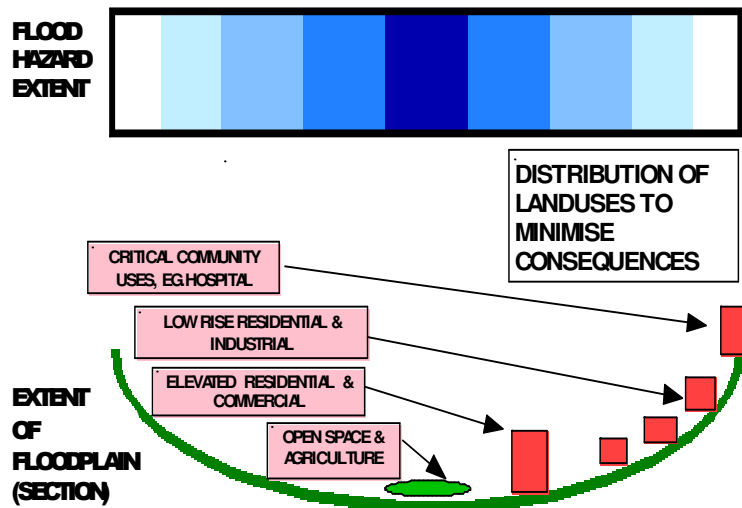 FLOOD
HAZARD
EXTENT
DISTRIBUTION OF
LANDUSES TO
MINIMISE
CONSEQUENCES
CRITICAL COMMUNITY
USES, EG.HOSPITAL
LOW RISE RESIDENTIAL &
INDUSTRIAL
ELEVATED RESIDENTIAL &
COMMERCIAL
OPEN SPACE &
AGRICULTURE
EXTENT
OF
FLOODPLAIN
(SECTION)